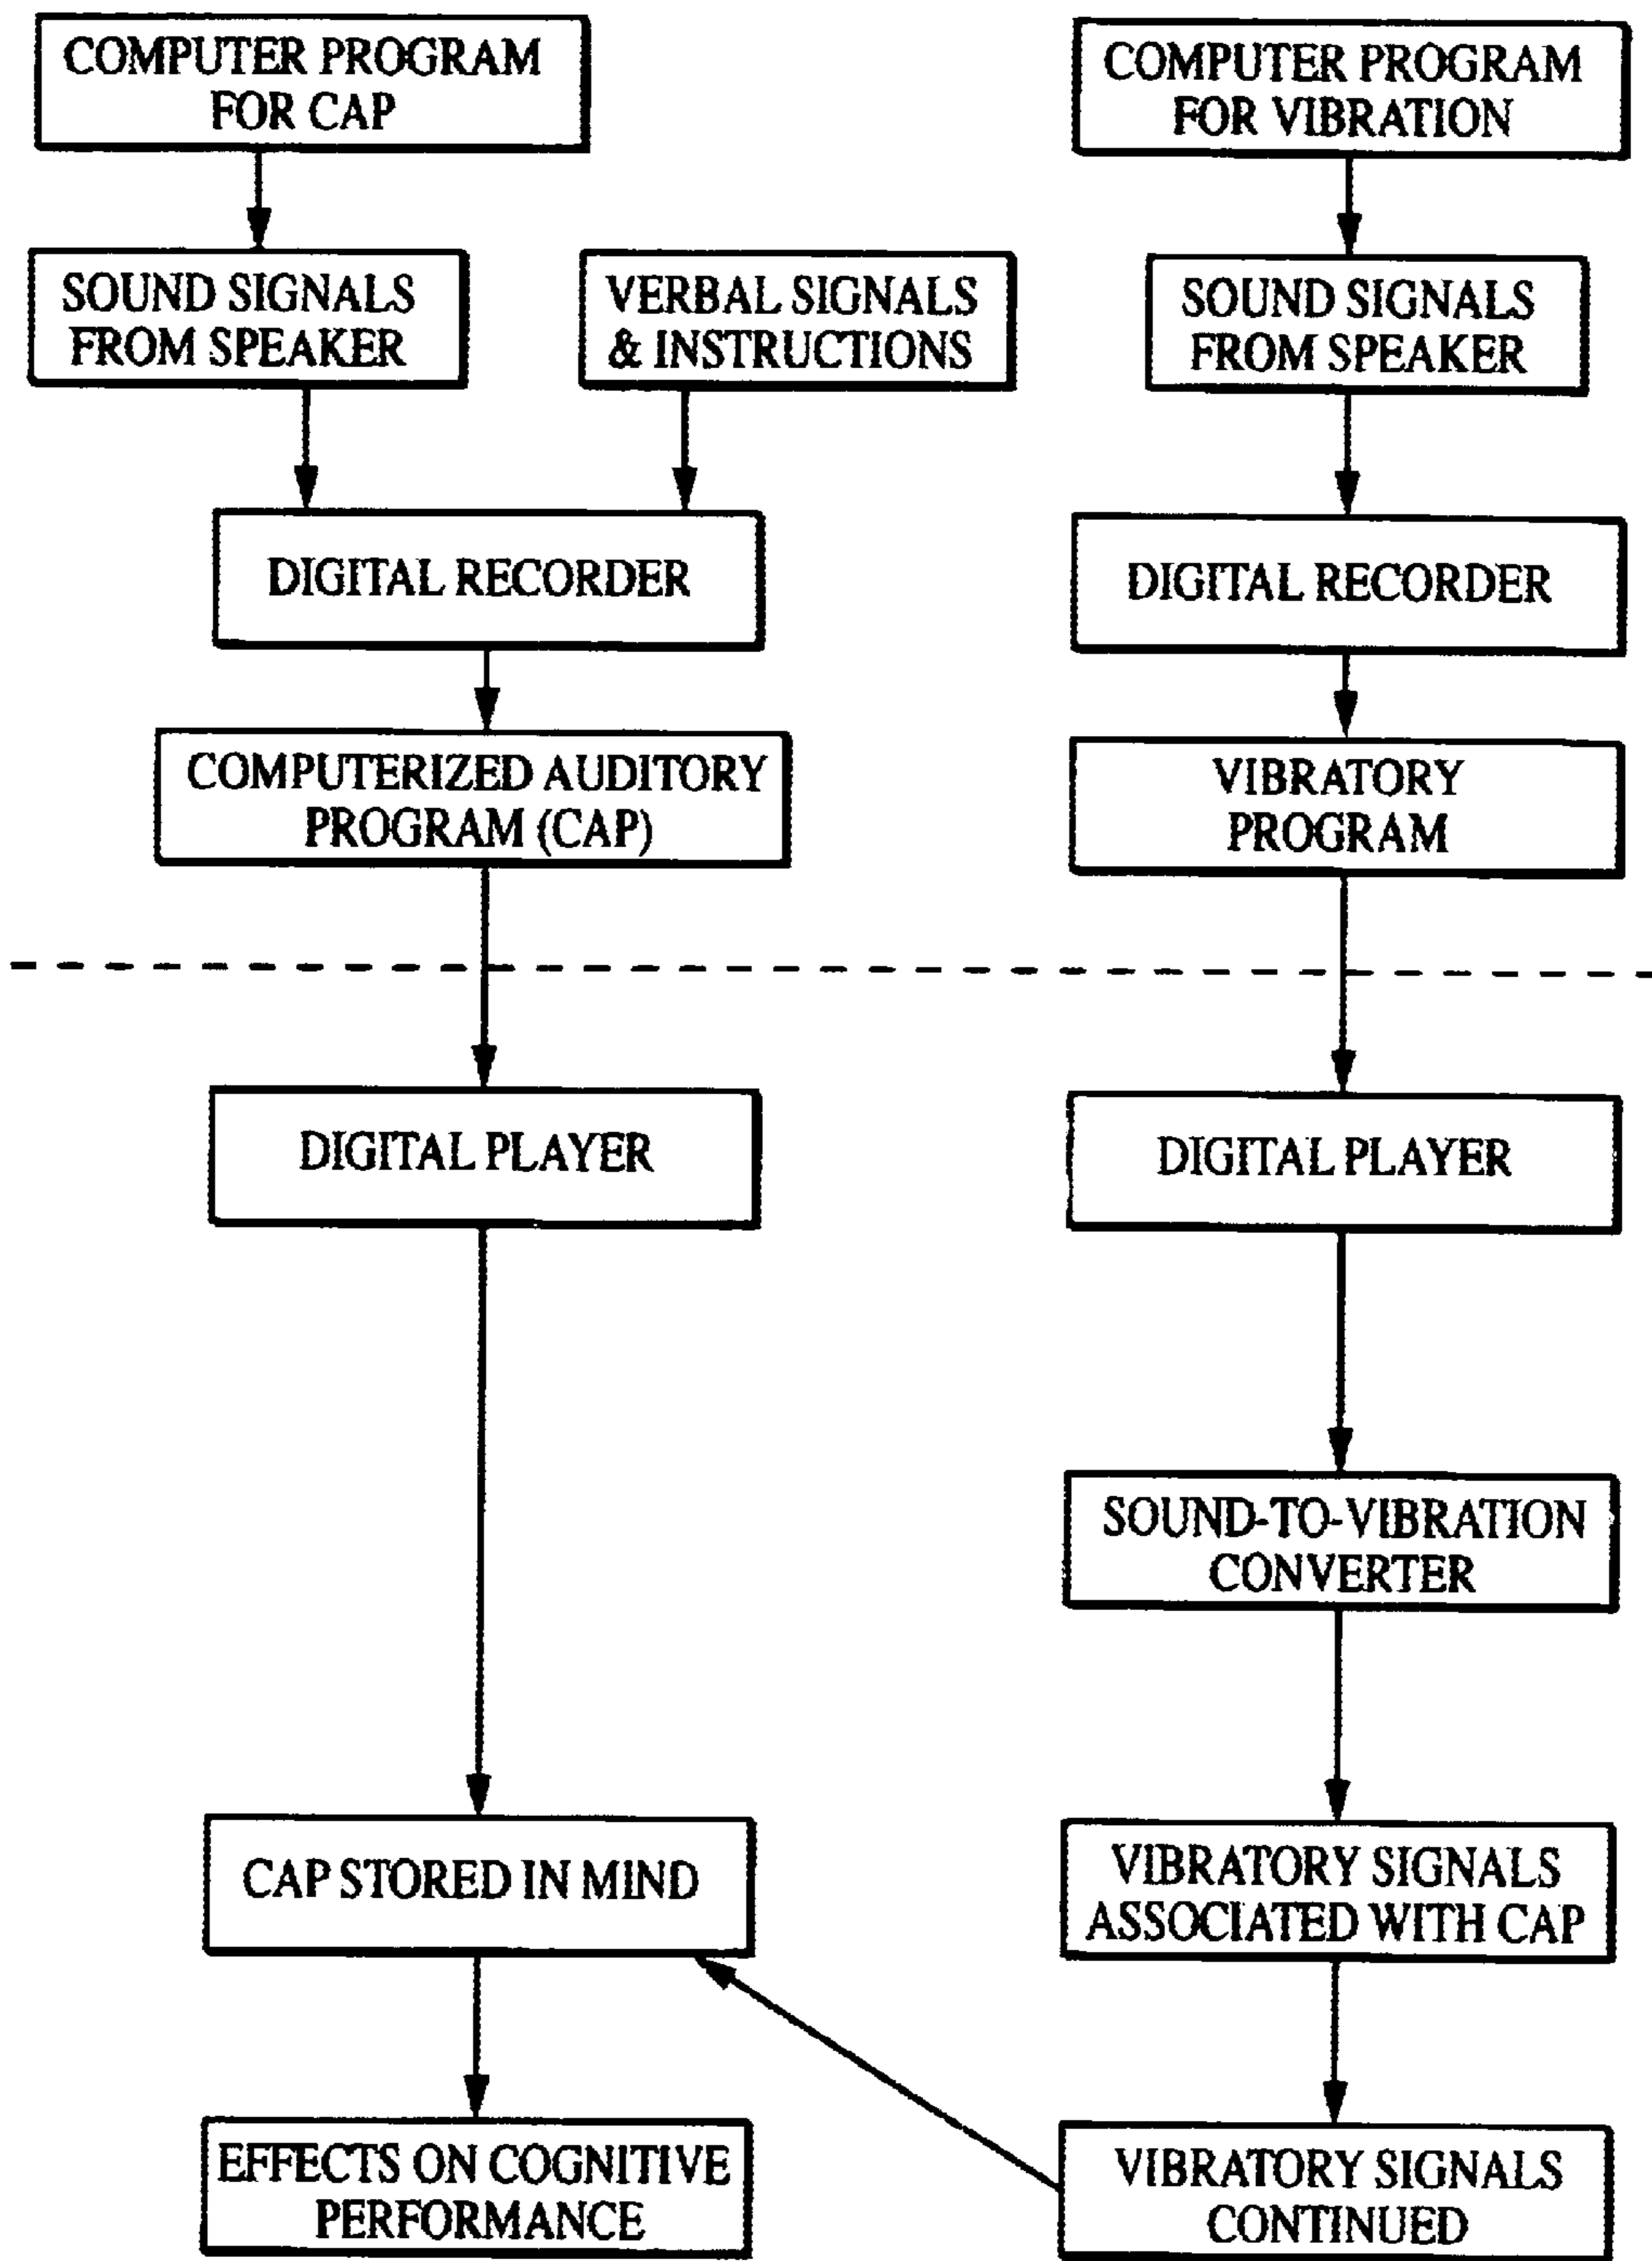 COMPUTER PROGRAM
FOR CAP
COMPUTER PROGRAM
FOR VIBRATION
SOUND SIGNALS
FROM SPEAKER
VERBAL SIGNALS
& INSTRUCTIONS
SOUND SIGNALS
FROM SPEAKER
DIGITAL RECORDER
DIGITAL RECORDER
COMPUTERIZED AUDITORY
PROGRAM (CAP)
VIBRATORY
PROGRAM
DIGITAL PLAYER
DIGITAL PLAYER
SOUND-TO-VIBRATION
CONVERTER
CAP STORED IN MIND
VIBRATORY SIGNALS
ASSOCIATED WITH CAP
EFFECTS ON COGNITIVE
PERFORMANCE
VIBRATORY SIGNALS
CONTINUED